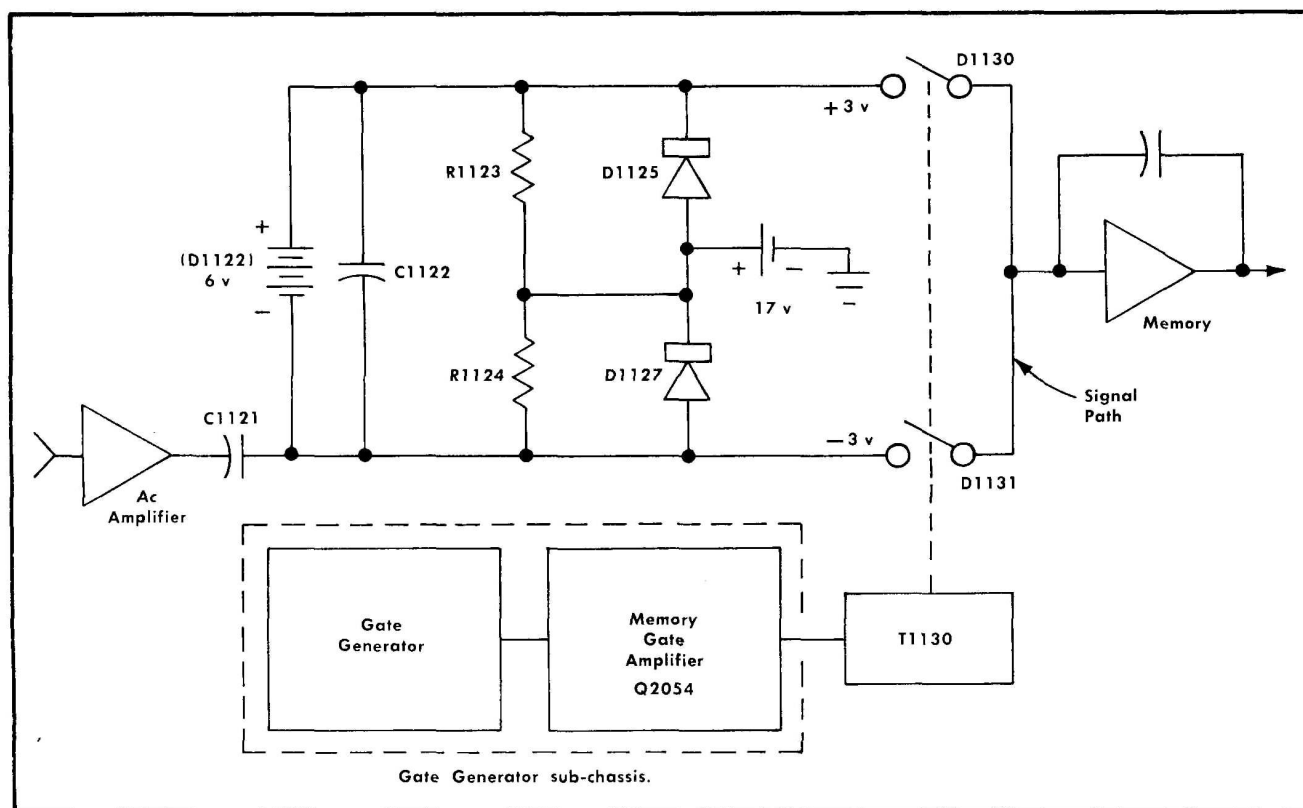 D1130
+3 v
R1123
D1125
+
(D1122)
6 v
−
C1122
+
−
17 v
Memory
R1124
D1127
Signal
Path
C1121
−3 v
D1131
Ac
Amplifier
Gate
Generator
Memory
Gate
Amplifier
Q2054
T1130
Gate Generator sub-chassis.